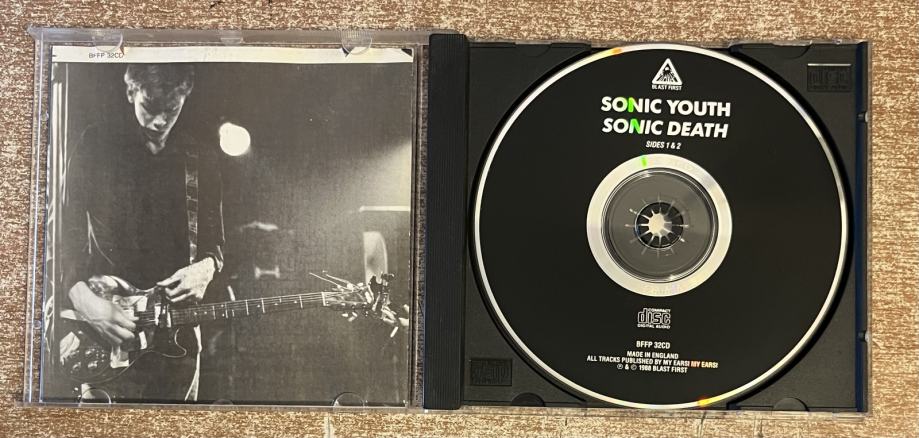 BFFP 32CD
BLAST FIRST
SONIC YOUTH
SONIC DEATH
SIDES 1 & 2
COMPACT
disc
DIGITAL AUDIO
BFFP 32CD
MADE IN ENGLAND
ALL TRACKS PUBLISHED BY MY EARS! MY EARS!
℗ & © 1988 BLAST FIRST